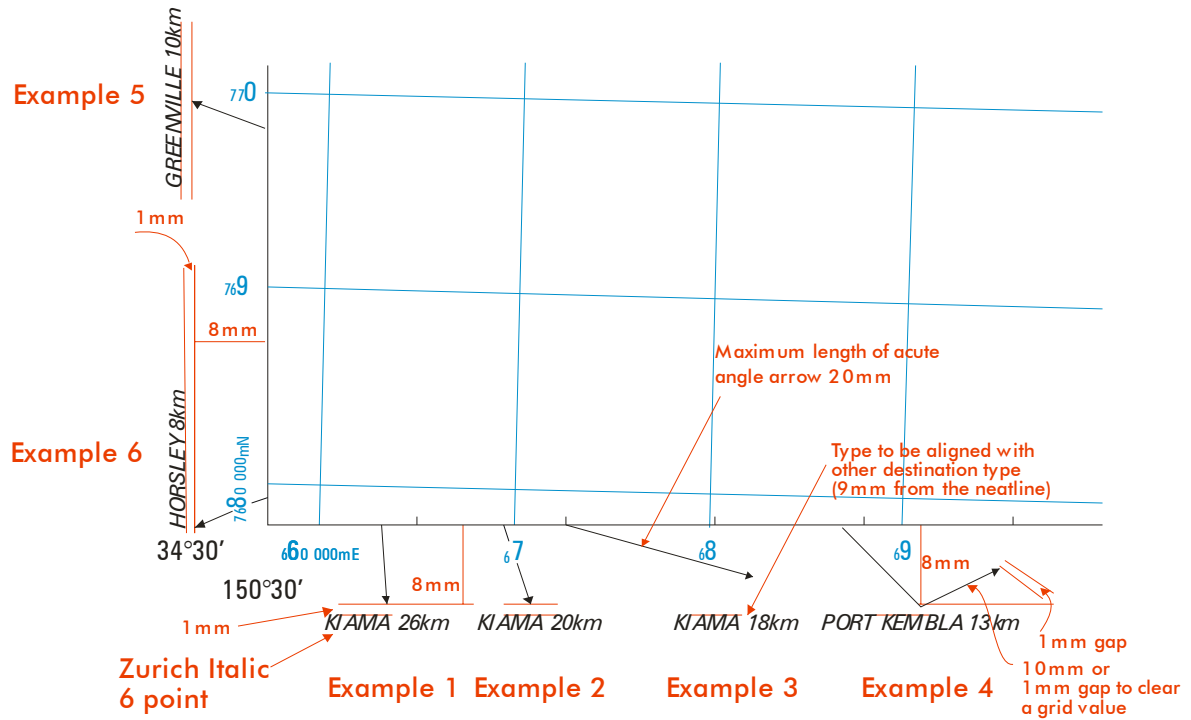 GREENVILLE 10km
Example 5
770
1mm
769
8mm
Maximum length of acute
angle arrow 20mm
HORSLEY 8km
Example 6
7680 000mN
Type to be aligned with
other destination type
(9mm from the neatline)
34°30′
660 000mE
67
68
69
150°30′
8mm
8mm
1mm
KIAMA 26km
KIAMA 20km
KIAMA 18km
PORT KEMBLA 13km
1mm gap
Zurich Italic
6 point
10mm or
1mm gap to clear
a grid value
Example 1
Example 2
Example 3
Example 4